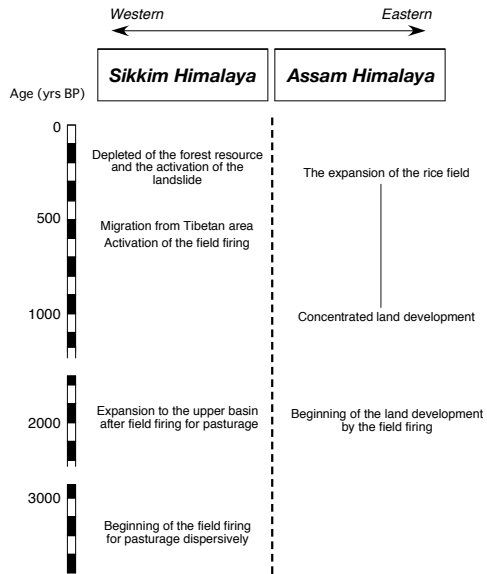 Western
Eastern
Sikkim Himalaya
Assam Himalaya
Age (yrs BP)
0
Depleted of the forest resource
and the activation of the
landslide
The expansion of the rice field
500
Migration from Tibetan area
Activation of the field firing
1000
Concentrated land development
2000
Expansion to the upper basin
after field firing for pasturage
Beginning of the land development
by the field firing
3000
Beginning of the field firing
for pasturage dispersively